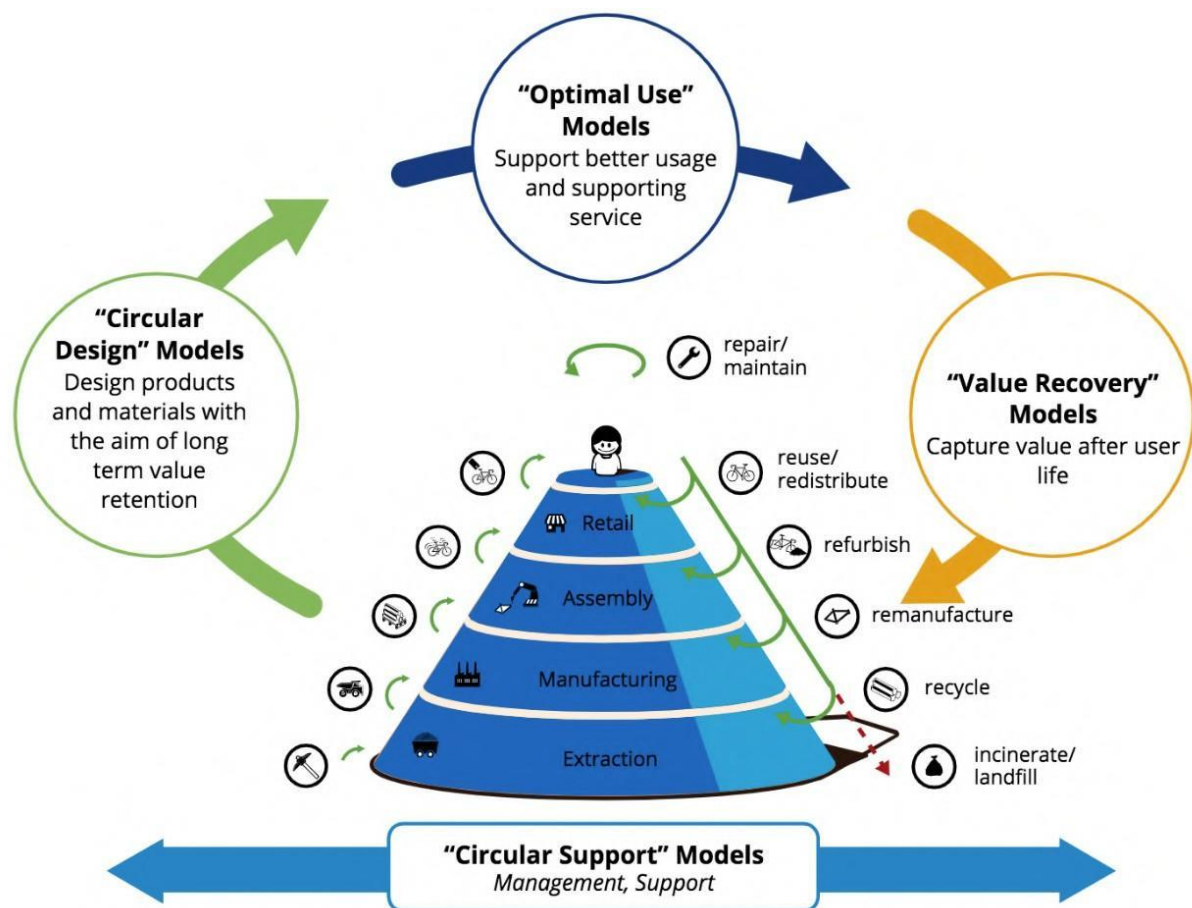 “Optimal Use”
Models
Support better usage
and supporting
service
“Circular
Design” Models
Design products
and materials with
the aim of long
term value
retention
“Value Recovery”
Models
Capture value after user
life
repair/
maintain
reuse/
redistribute
refurbish
remanufacture
recycle
incinerate/
landfill
Retail
Assembly
Manufacturing
Extraction
“Circular Support” Models
Management, Support